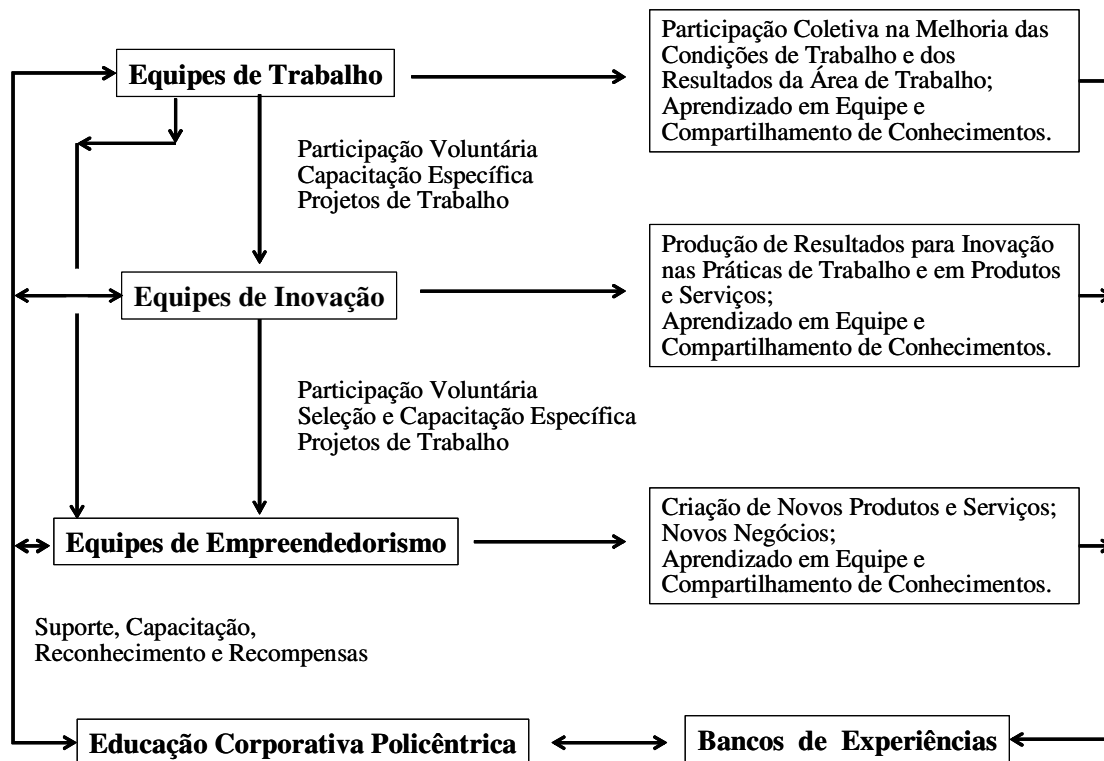 Equipes de Trabalho
Participação Coletiva na Melhoria das
Condições de Trabalho e dos
Resultados da Área de Trabalho;
Aprendizado em Equipe e
Compartilhamento de Conhecimentos.
Participação Voluntária
Capacitação Específica
Projetos de Trabalho
Equipes de Inovação
Produção de Resultados para Inovação
nas Práticas de Trabalho e em Produtos
e Serviços;
Aprendizado em Equipe e
Compartilhamento de Conhecimentos.
Participação Voluntária
Seleção e Capacitação Específica
Projetos de Trabalho
Equipes de Empreendedorismo
Criação de Novos Produtos e Serviços;
Novos Negócios;
Aprendizado em Equipe e
Compartilhamento de Conhecimentos.
Suporte, Capacitação,
Reconhecimento e Recompensas
Educação Corporativa Policêntrica
Bancos de Experiências